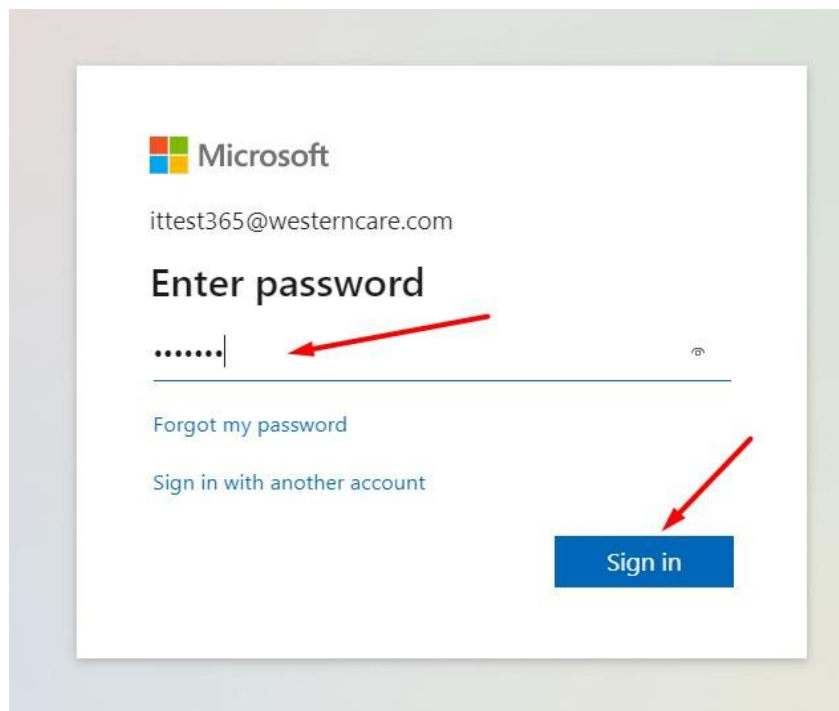 Microsoft
ittest365@westerncare.com
Enter password
•••••••
Forgot my password
Sign in with another account
Sign in